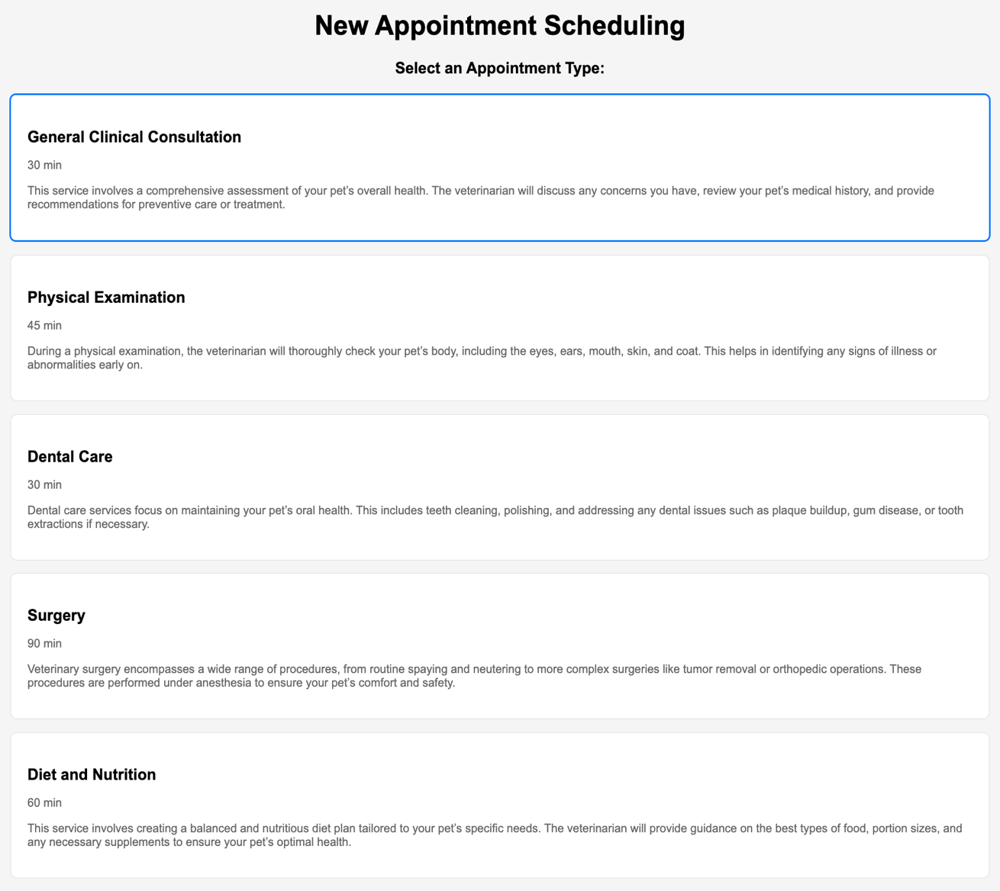 New Appointment Scheduling
Select an Appointment Type:
General Clinical Consultation
30 min
This service involves a comprehensive assessment of your pet's overall health. The veterinarian will discuss any concerns you have, review your pet's medical history, and provide
recommendations for preventive care or treatment.
Physical Examination
45 min
During a physical examination, the veterinarian will thoroughly check your pet's body, including the eyes, ears, mouth, skin, and coat. This helps in identifying any signs of illness or
abnormalities early on.
Dental Care
30 min
Dental care services focus on maintaining your pet's oral health. This includes teeth cleaning, polishing, and addressing any dental issues such as plaque buildup, gum disease, or tooth
extractions if necessary.
Surgery
90 min
Veterinary surgery encompasses a wide range of procedures, from routine spaying and neutering to more complex surgeries like tumor removal or orthopedic operations. These
procedures are performed under anesthesia to ensure your pet's comfort and safety.
Diet and Nutrition
60 min
This service involves creating a balanced and nutritious diet plan tailored to your pet's specific needs. The veterinarian will provide guidance on the best types of food, portion sizes, and
any necessary supplements to ensure your pet's optimal health.